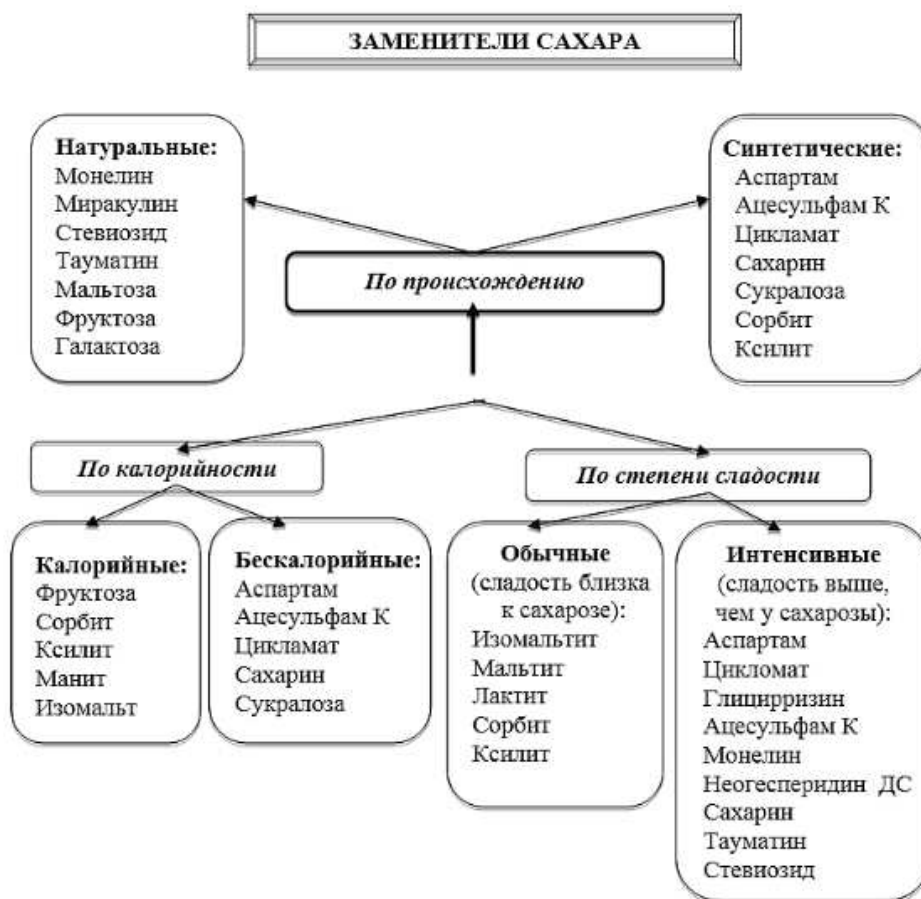 ЗАМЕНИТЕЛИ САХАРА
Натуральные:
Монелин
Миракулин
Стевиозид
Тауматин
Мальтоза
Фруктоза
Галактоза
Синтетические:
Аспартам
Ацесульфам К
Цикламат
Сахарин
Сукралоза
Сорбит
Ксилит
По происхождению
По калорийности
По степени сладости
Калорийные:
Фруктоза
Сорбит
Ксилит
Манит
Изомальт
Бескалорийные:
Аспартам
Ацесульфам К
Цикламат
Сахарин
Сукралоза
Обычные
(сладость близка
к сахарозе):
Изомальтит
Мальтит
Лактит
Сорбит
Ксилит
Интенсивные
(сладость выше,
чем у сахарозы):
Аспартам
Цикломат
Глицирризин
Ацесульфам К
Монелин
Неогесперидин ДС
Сахарин
Тауматин
Стевиозид